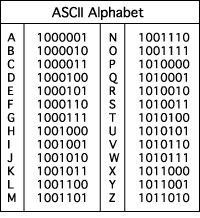 ASCII Alphabet
A 1000001 N 1001110
B 1000010 O 1001111
C 1000011 P 1010000
D 1000100 Q 1010001
E 1000101 R 1010010
F 1000110 S 1010011
G 1000111 T 1010100
H 1001000 U 1010101
I 1001001 V 1010110
J 1001010 W 1010111
K 1001011 X 1011000
L 1001100 Y 1011001
M 1001101 Z 1011010